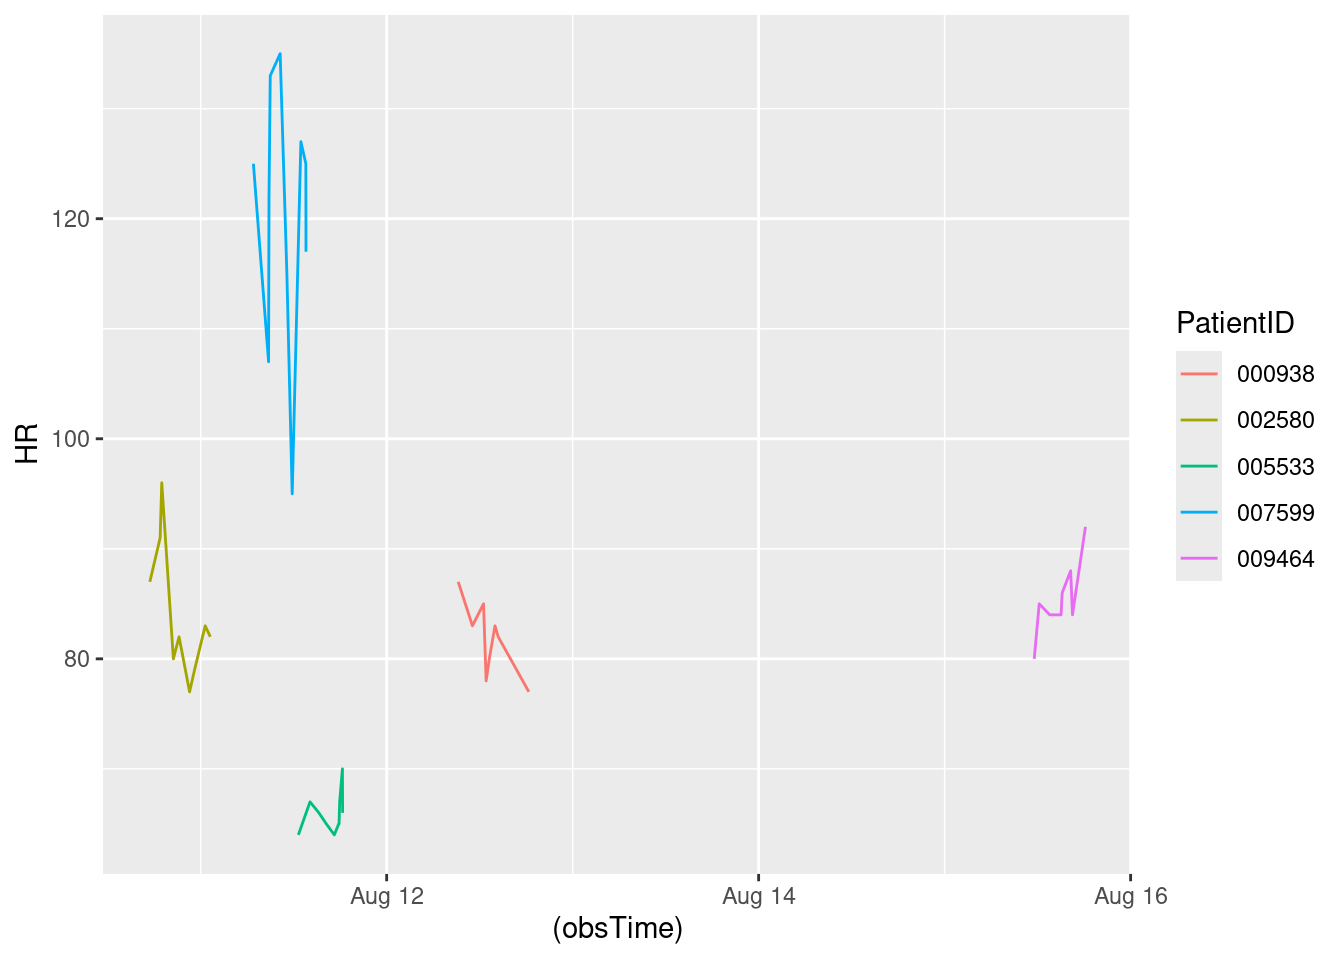 HR
120
100
80
Aug 12
Aug 14
Aug 16
(obsTime)
PatientID
000938
002580
005533
007599
009464